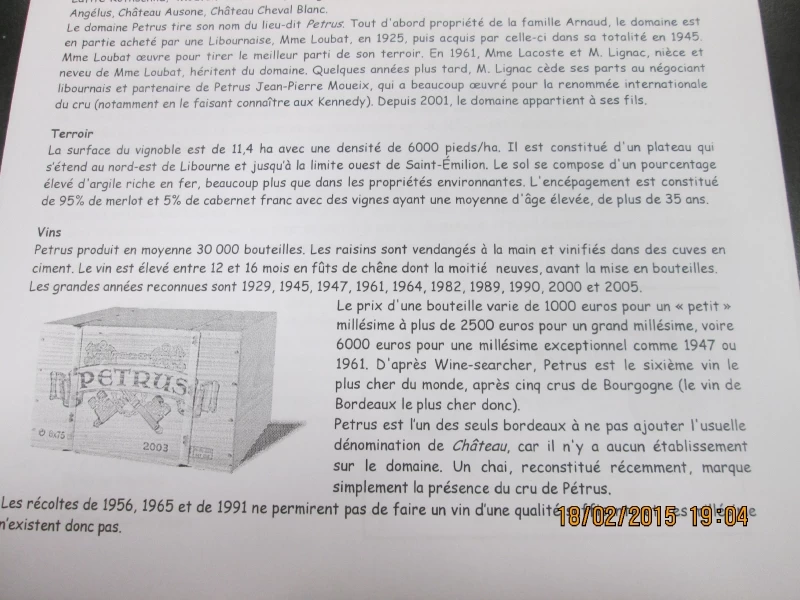 Angélus, Château Ausone, Château Cheval Blanc.
Le domaine Petrus tire son nom du lieu-dit Petrus. Tout d'abord propriété de la famille Arnaud, le domaine est
en partie acheté par une Libournaise, Mme Loubat, en 1925, puis acquis par celle-ci dans sa totalité en 1945.
Mme Loubat œuvre pour tirer le meilleur parti de son terroir. En 1961, Mme Lacoste et M. Lignac, nièce et
neveu de Mme Loubat, héritent du domaine. Quelques années plus tard, M. Lignac cède ses parts au négociant
libournais et partenaire de Petrus Jean-Pierre Moueix, qui a beaucoup œuvré pour la renommée internationale
du cru (notamment en le faisant connaître aux Kennedy). Depuis 2001, le domaine appartient à ses fils.
Terroir
La surface du vignoble est de 11,4 ha avec une densité de 6000 pieds/ha. Il est constitué d'un plateau qui
s'étend au nord-est de Libourne et jusqu'à la limite ouest de Saint-Émilion. Le sol se compose d'un pourcentage
élevé d'argile riche en fer, beaucoup plus que dans les propriétés environnantes. L'encépagement est constitué
de 95% de merlot et 5% de cabernet franc avec des vignes ayant une moyenne d'âge élevée, de plus de 35 ans.
Vins
Petrus produit en moyenne 30 000 bouteilles. Les raisins sont vendangés à la main et vinifiés dans des cuves en
ciment. Le vin est élevé entre 12 et 16 mois en fûts de chêne dont la moitié neuves, avant la mise en bouteilles.
Les grandes années reconnues sont 1929, 1945, 1947, 1961, 1964, 1982, 1989, 1990, 2000 et 2005.
Le prix d'une bouteille varie de 1000 euros pour un « petit »
millésime à plus de 2500 euros pour un grand millésime, voire
6000 euros pour une millésime exceptionnel comme 1947 ou
1961. D'après Wine-searcher, Petrus est le sixième vin le
plus cher du monde, après cinq crus de Bourgogne (le vin de
Bordeaux le plus cher donc).
Petrus est l'un des seuls bordeaux à ne pas ajouter l'usuelle
dénomination de Château, car il n'y a aucun établissement
sur le domaine. Un chai, reconstitué récemment, marque
simplement la présence du cru de Pétrus.
PETRUS
2003
Les récoltes de 1956, 1965 et de 1991 ne permirent pas de faire un vin d'une qualité
n'existent donc pas.
18/02/2015 19:04